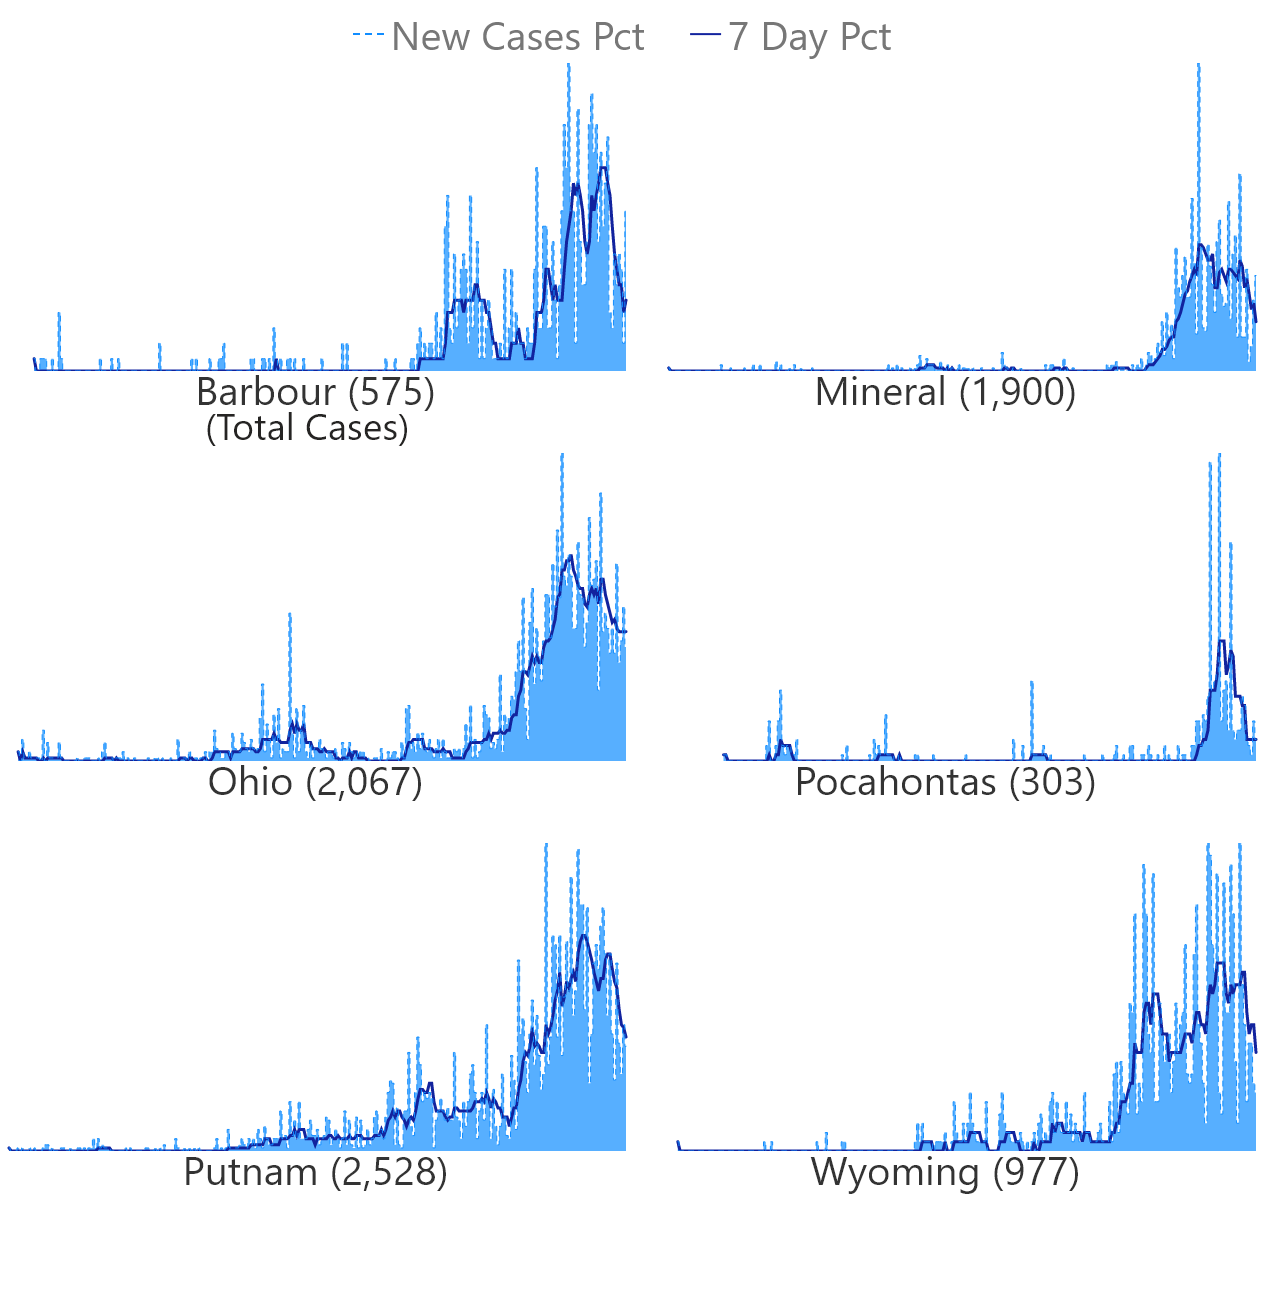 New Cases Pct 7 Day Pct
Barbour (575) Mineral (1,900)
(Total Cases)
Ohio (2,067) Pocahontas (303)
Putnam (2,528) Wyoming (977)